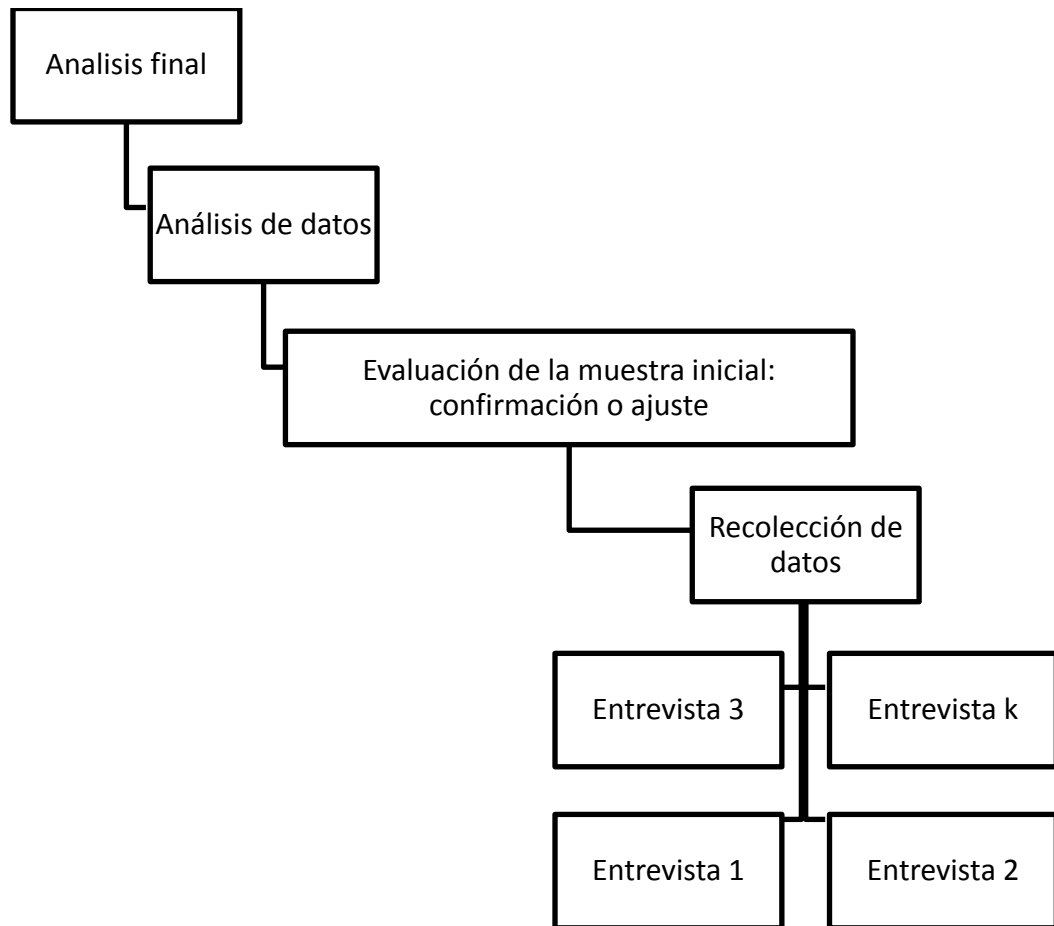 Analisis final
Análisis de datos
Evaluación de la muestra inicial:
confirmación o ajuste
Recolección de
datos
Entrevista 3
Entrevista k
Entrevista 1
Entrevista 2